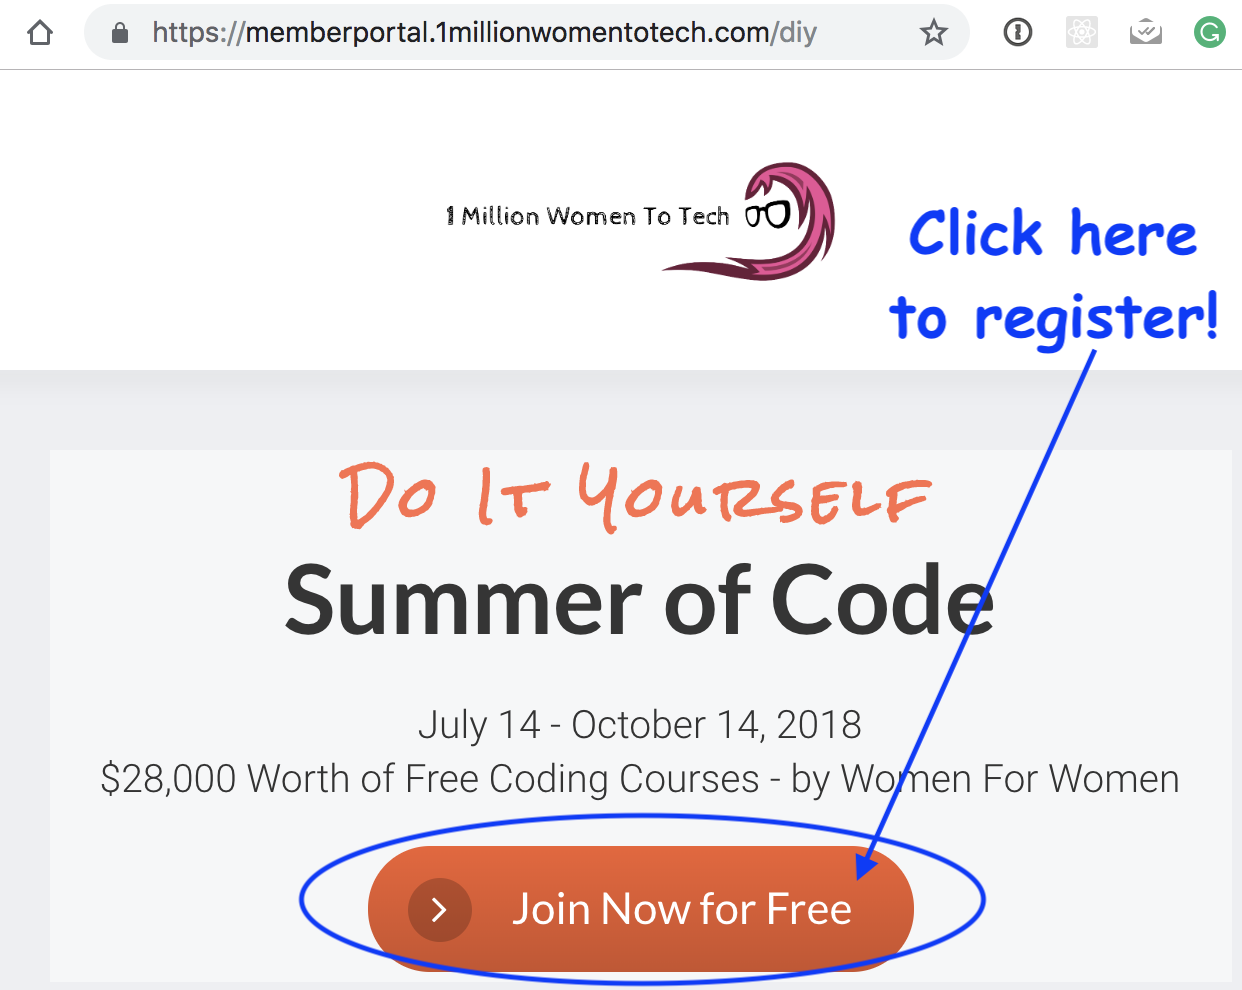 https://memberportal.1millionwomentotech.com/diy
1 Million Women To Tech
Click here
to register!
Do It Yourself
Summer of Code
July 14 - October 14, 2018
$28,000 Worth of Free Coding Courses - by Women For Women
Join Now for Free